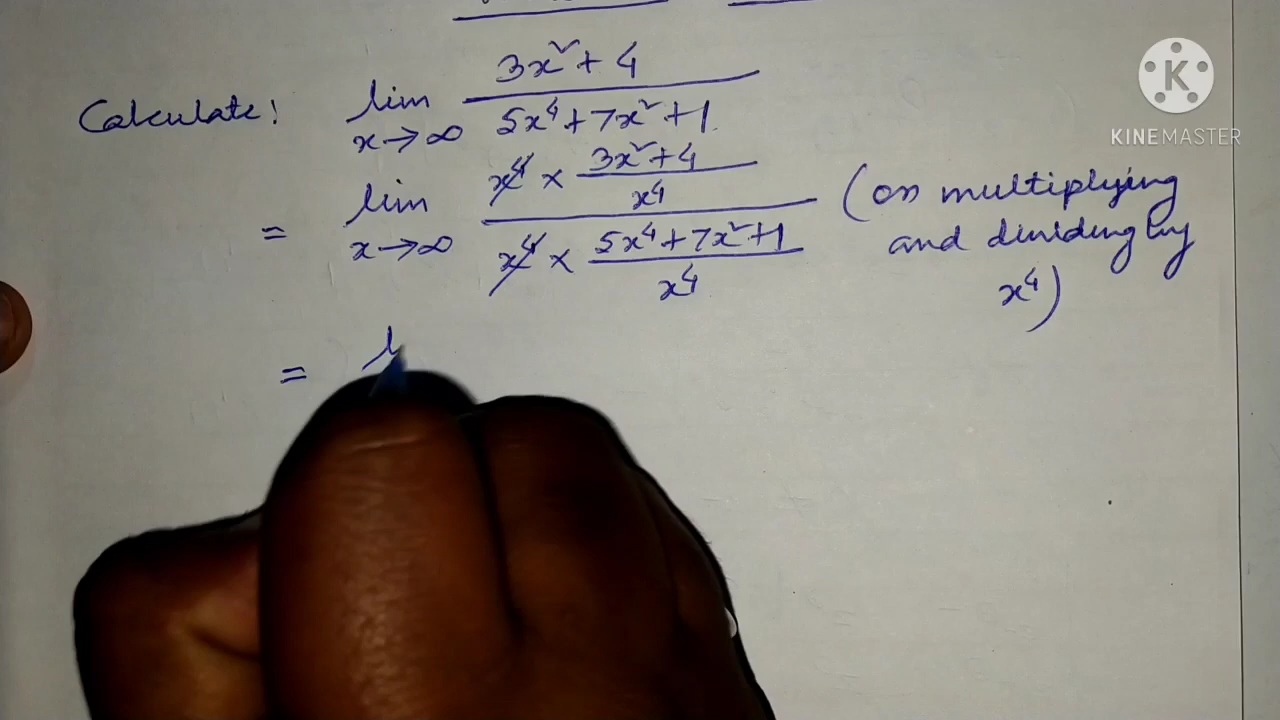 Calculate: lim x→∞ (3x² + 4)/(5x⁴ + 7x² + 1)
= lim x→∞ (x⁴ × (3x² + 4)/x⁴)/(x⁴ × (5x⁴ + 7x² + 1)/x⁴) (on multiplying
and dividing by
x⁴)
=
KINEMASTER